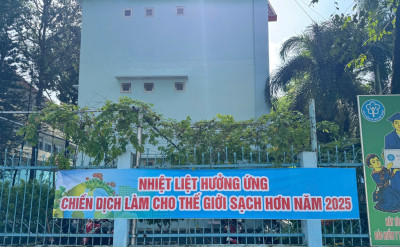 NHIỆT LIỆT HƯỞNG ỨNG
CHIẾN DỊCH LÀM CHO THẾ GIỚI SẠCH HƠN NĂM 2025